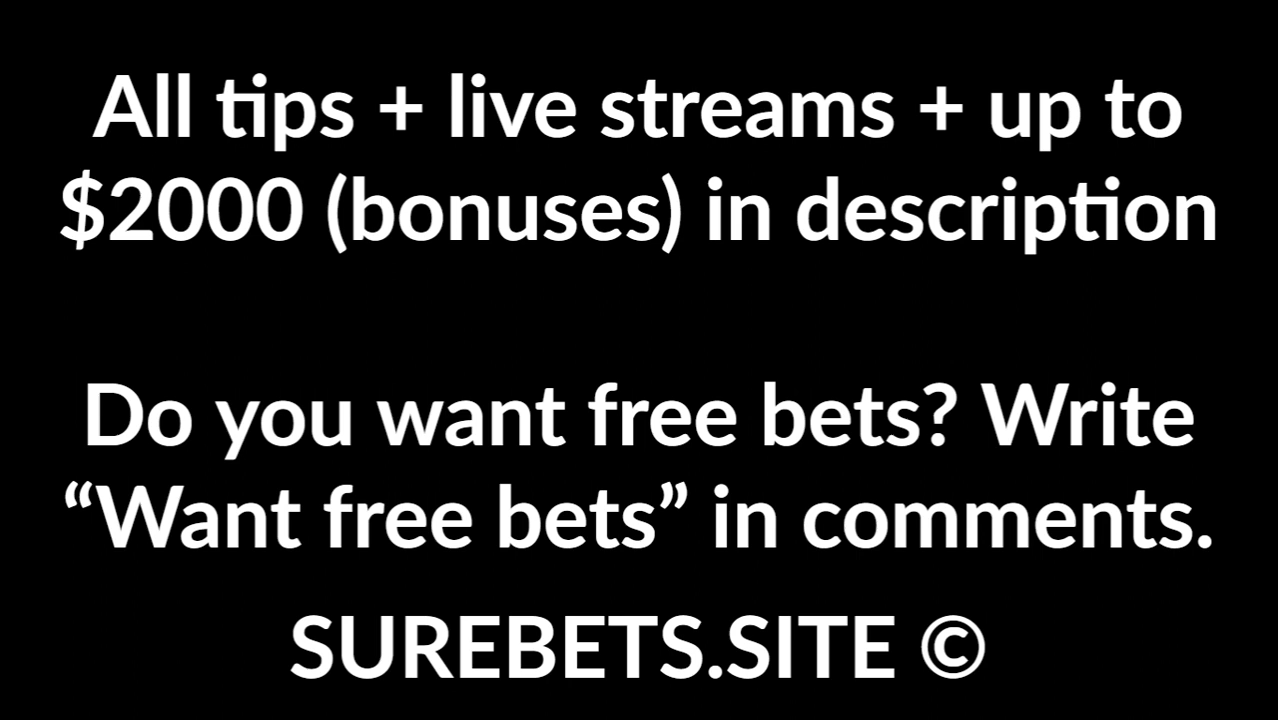 All tips + live streams + up to
$2000 (bonuses) in description
Do you want free bets? Write
“Want free bets” in comments.
SUREBETS.SITE ©